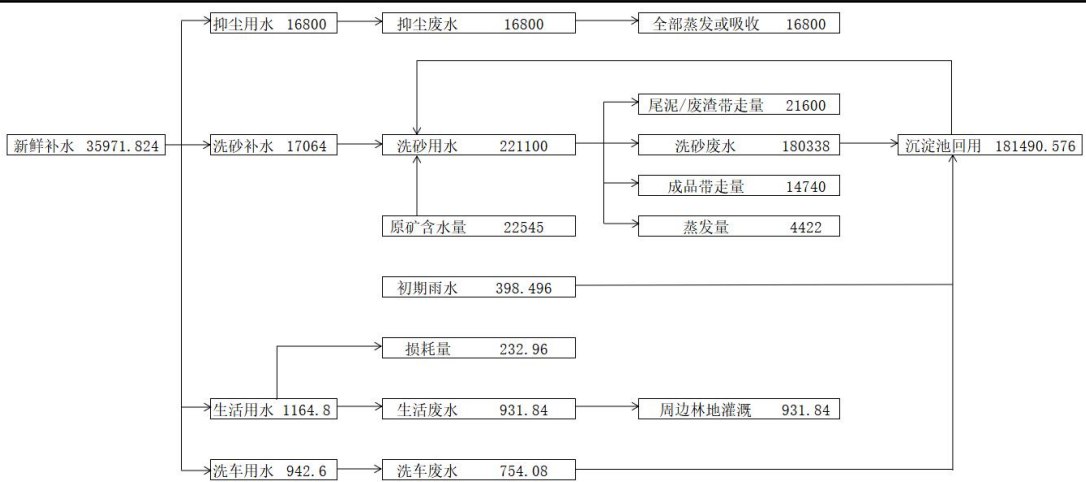 抑尘用水 16800 抑尘废水 16800 全部蒸发或吸收 16800
尾泥/废渣带走量 21600
新鲜补水 35971.824 洗砂补水 17064 洗砂用水 221100 洗砂废水 180338 沉淀池回用 181490.576
成品带走量 14740
原矿含水量 22545 蒸发量 4422
初期雨水 398.496
损耗量 232.96
生活用水 1164.8 生活废水 931.84 周边林地灌溉 931.84
洗车用水 942.6 洗车废水 754.08